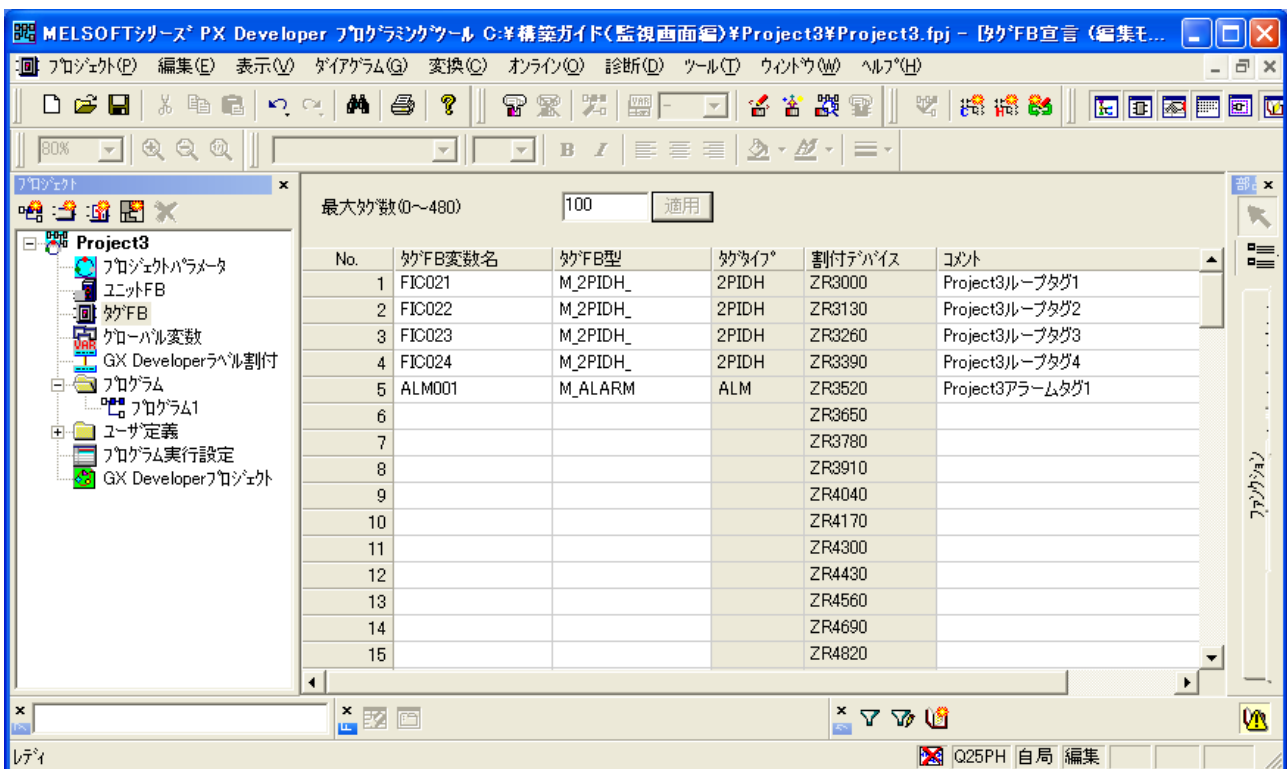 MELSOFTシリーズ PX Developer プログラミングツール C:¥構築ガイド(監視画面編)¥Project3¥Project3.fpj - [タグFB宣言 (編集モ...
プロジェクト(P) 編集(E) 表示(V) ダイアグラム(G) 変換(C) オンライン(O) 診断(D) ツール(T) ウィンドウ(W) ヘルプ(H)
80%
B I
プロジェクト
Project3
プロジェクトパラメータ
ユニットFB
タグFB
グローバル変数
GX Developerラベル割付
プログラム
プログラム1
ユーザ定義
プログラム実行設定
GX Developerプロジェクト
最大タグ数(0～480) 100 適用
No. タグFB変数名 タグFB型 タグタイプ 割付デバイス コメント
1 FIC021 M_2PIDH_ 2PIDH ZR3000 Project3ループタグ1
2 FIC022 M_2PIDH_ 2PIDH ZR3130 Project3ループタグ2
3 FIC023 M_2PIDH_ 2PIDH ZR3260 Project3ループタグ3
4 FIC024 M_2PIDH_ 2PIDH ZR3390 Project3ループタグ4
5 ALM001 M_ALARM ALM ZR3520 Project3アラームタグ1
6 ZR3650
7 ZR3780
8 ZR3910
9 ZR4040
10 ZR4170
11 ZR4300
12 ZR4430
13 ZR4560
14 ZR4690
15 ZR4820
部
ファンクション
レディ
Q25PH 自局 編集